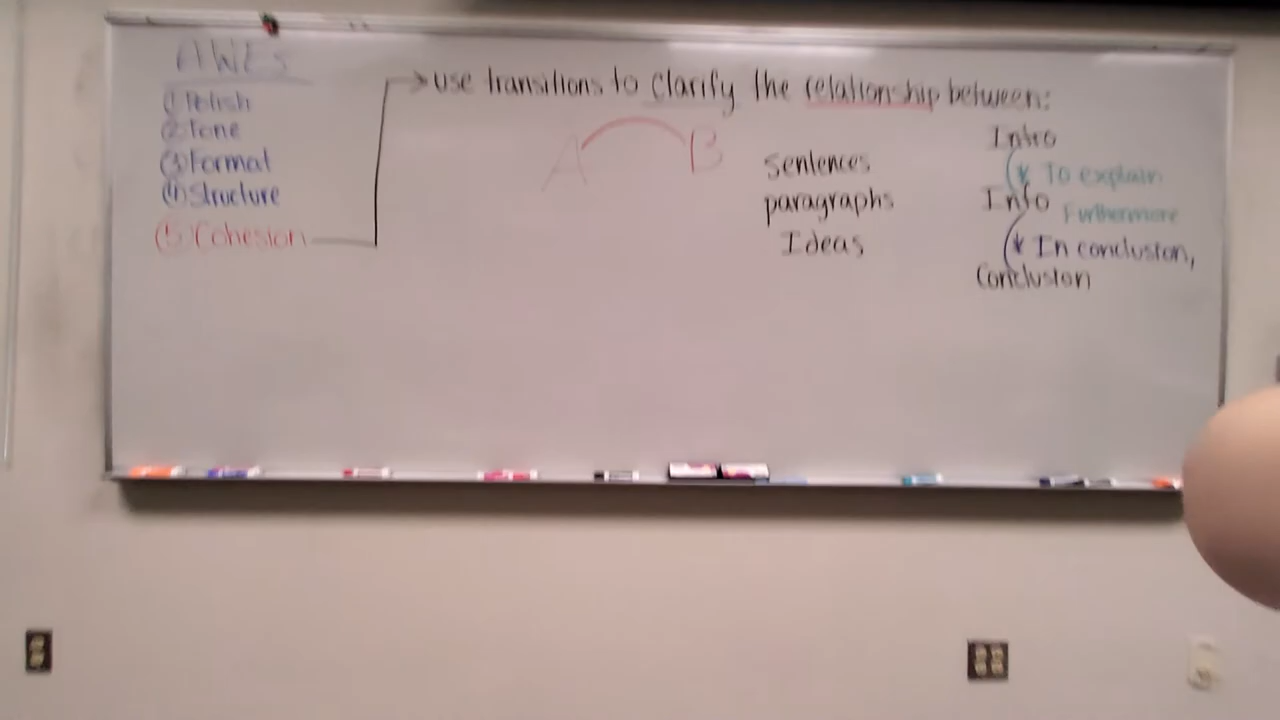 AWES
(1) Polish
(2) Tone
(3) Format
(4) Structure
(5) Cohesion
use transitions to clarify the relationship between:
A B
sentences
paragraphs
Ideas
Intro
To explain
Info
Furthermore
In conclusion,
Conclusion